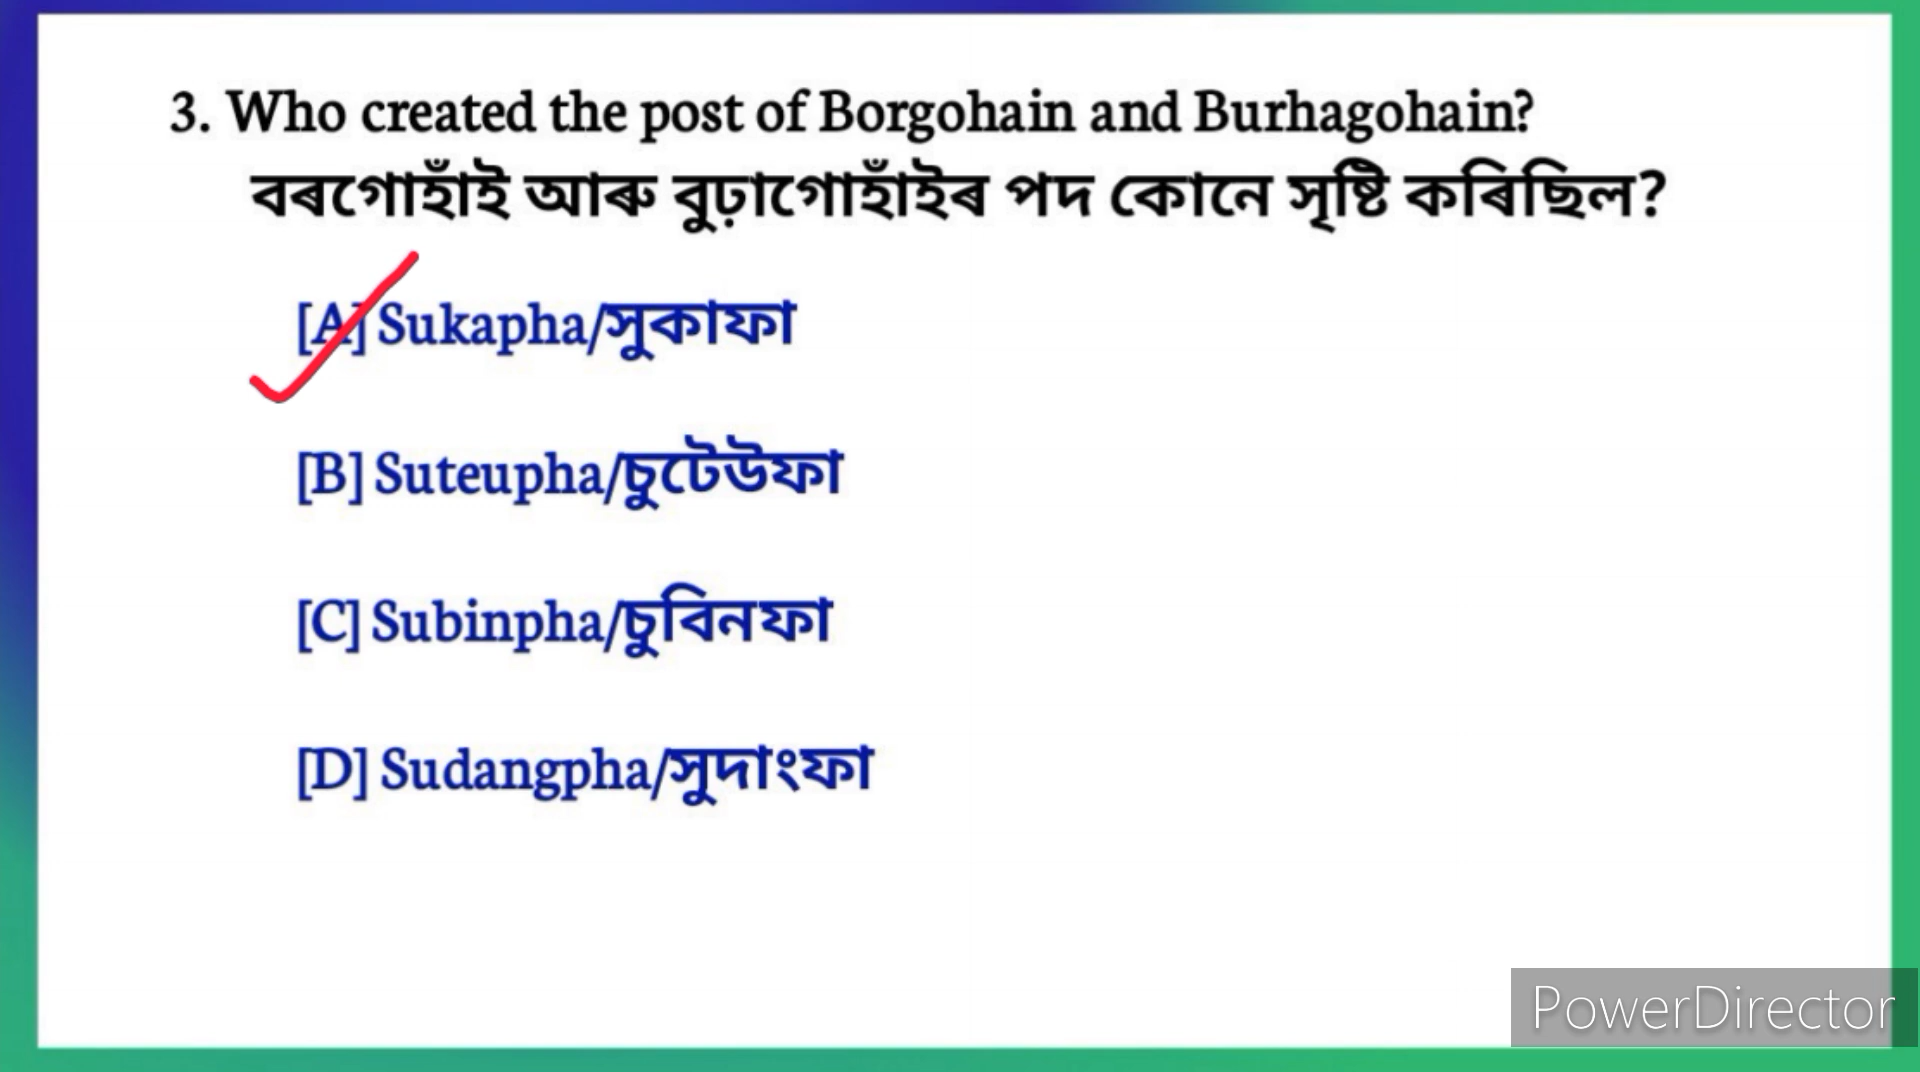 3. Who created the post of Borgohain and Burhagohain?
বৰগোহাঁই আৰু বুঢ়াগোহাঁইৰ পদ কোনে সৃষ্টি কৰিছিল?
[A] Sukapha/সুকাফা
[B] Suteupha/চুটেউফা
[C] Subinpha/চুবিনফা
[D] Sudangpha/সুদাংফা
PowerDirector